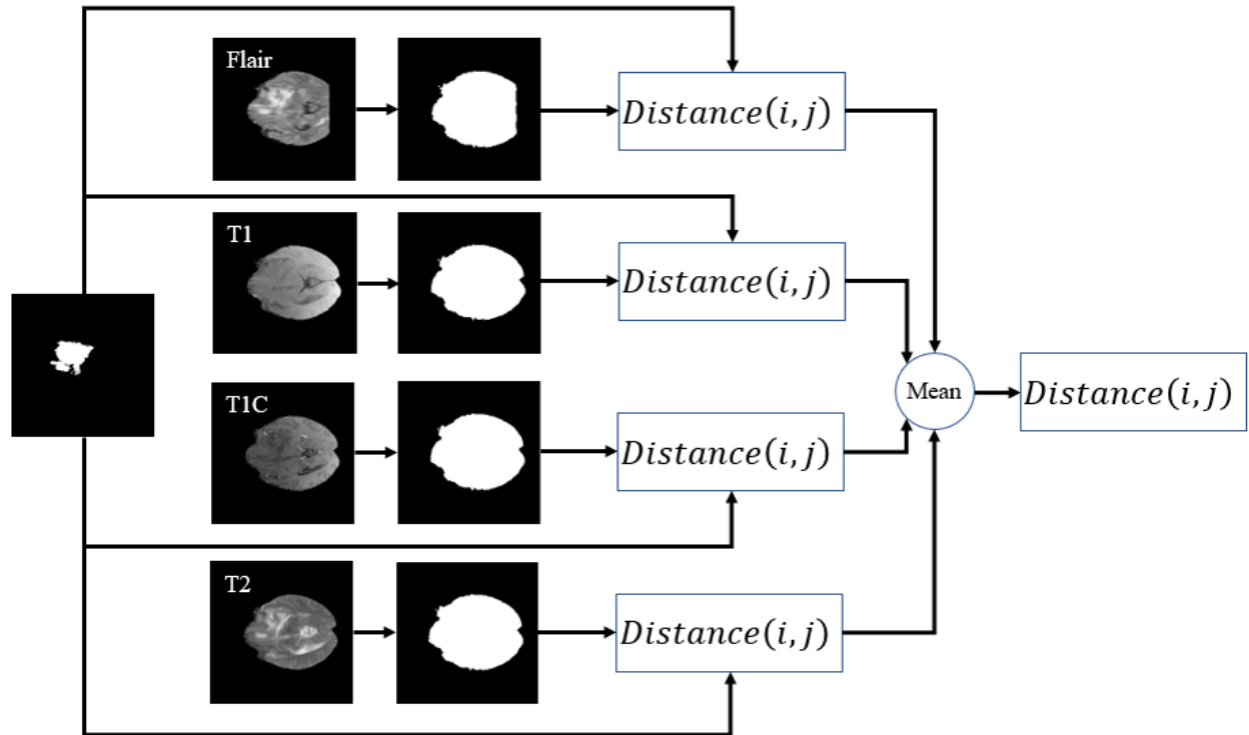 Flair
Distance(i, j)
T1
Distance(i, j)
Mean
Distance(i, j)
T1C
Distance(i, j)
T2
Distance(i, j)